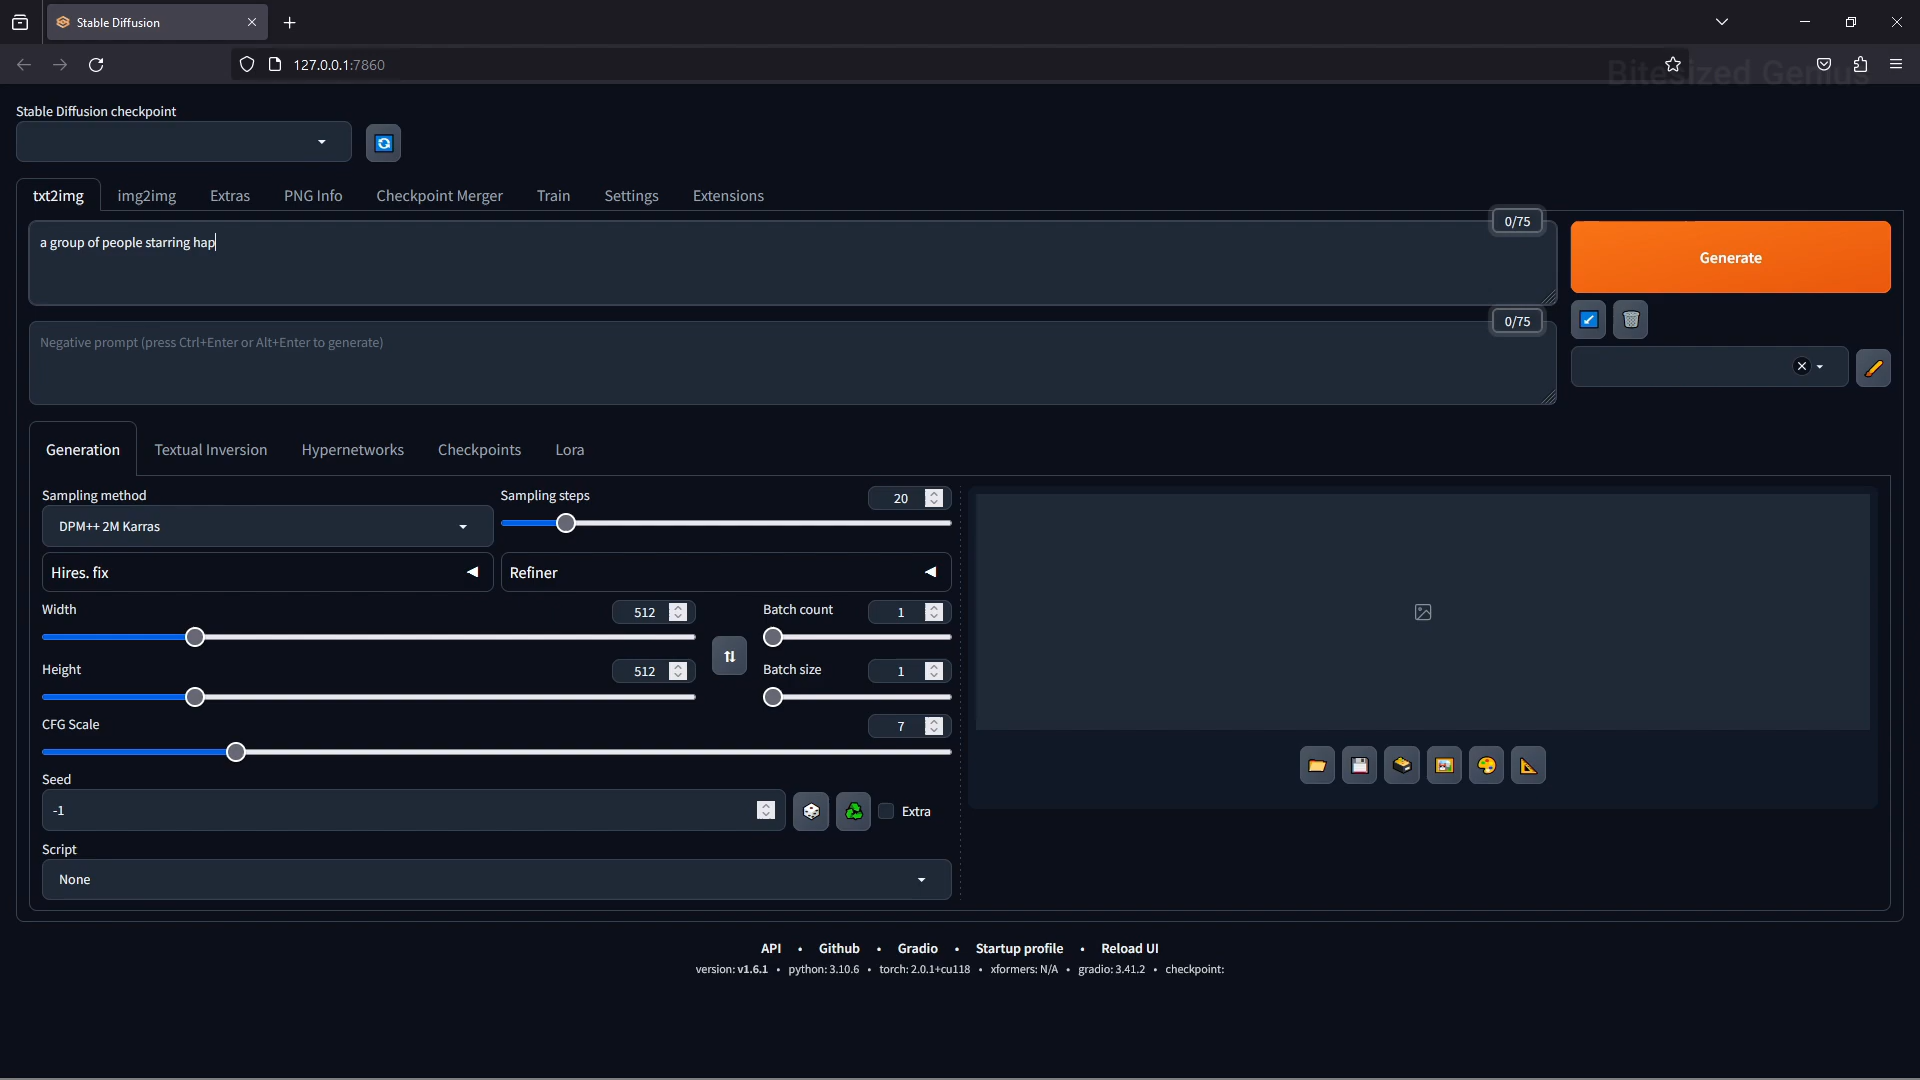 Stable Diffusion
127.0.0.1:7860
Bitesized Genius
Stable Diffusion checkpoint
txt2img img2img Extras PNG Info Checkpoint Merger Train Settings Extensions
0/75
a group of people starring hap
Generate
0/75
Negative prompt (press Ctrl+Enter or Alt+Enter to generate)
Generation Textual Inversion Hypernetworks Checkpoints Lora
Sampling method Sampling steps 20
DPM++ 2M Karras
Hires. fix Refiner
Width 512 Batch count 1
Height 512 Batch size 1
CFG Scale 7
Seed
-1 Extra
Script
None
API • Github • Gradio • Startup profile • Reload UI
version: v1.6.1 • python: 3.10.6 • torch: 2.0.1+cu118 • xformers: N/A • gradio: 3.41.2 • checkpoint: